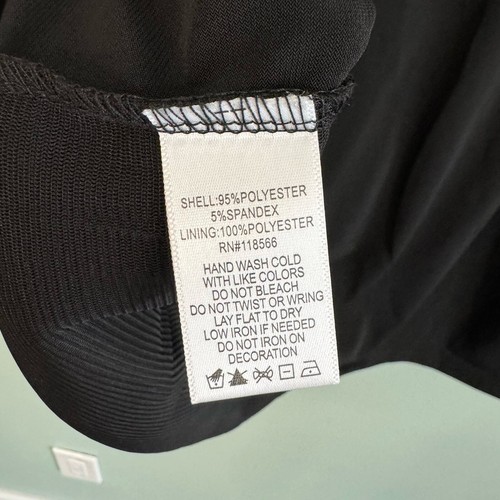 SHELL:95%POLYESTER
5%SPANDEX
LINING:100%POLYESTER
RN#118566
HAND WASH COLD
WITH LIKE COLORS
DO NOT BLEACH
DO NOT TWIST OR WRING
LAY FLAT TO DRY
LOW IRON IF NEEDED
DO NOT IRON ON
DECORATION